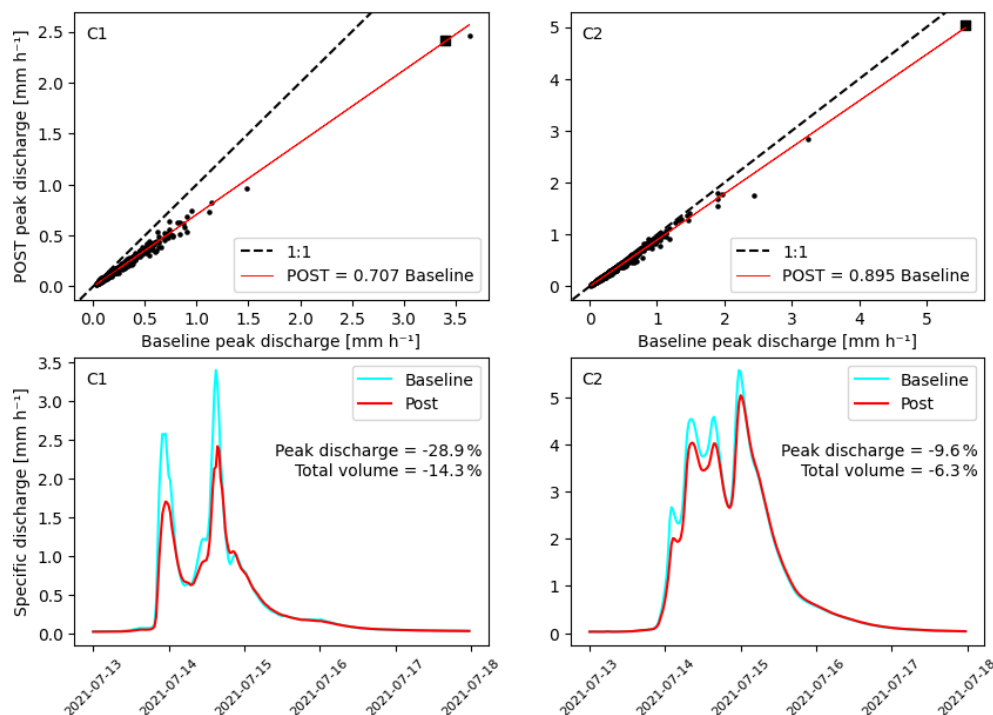 C1
POST peak discharge [mm h⁻¹]
2.5
2.0
1.5
1.0
0.5
0.0
1:1
POST = 0.707 Baseline
0.0 0.5 1.0 1.5 2.0 2.5 3.0 3.5
Baseline peak discharge [mm h⁻¹]
C2
5
4
3
2
1
0
1:1
POST = 0.895 Baseline
0 1 2 3 4 5
Baseline peak discharge [mm h⁻¹]
C1
Specific discharge [mm h⁻¹]
3.5
3.0
2.5
2.0
1.5
1.0
0.5
0.0
Baseline
Post
Peak discharge = -28.9 %
Total volume = -14.3 %
2021-07-13 2021-07-14 2021-07-15 2021-07-16 2021-07-17 2021-07-18
C2
5
4
3
2
1
0
Baseline
Post
Peak discharge = -9.6 %
Total volume = -6.3 %
2021-07-13 2021-07-14 2021-07-15 2021-07-16 2021-07-17 2021-07-18